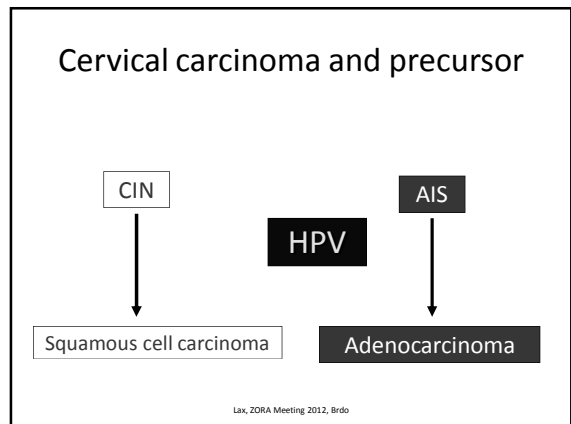 Cervical carcinoma and precursor
CIN
AIS
HPV
Squamous cell carcinoma
Adenocarcinoma
Lax, ZORA Meeting 2012, Brdo